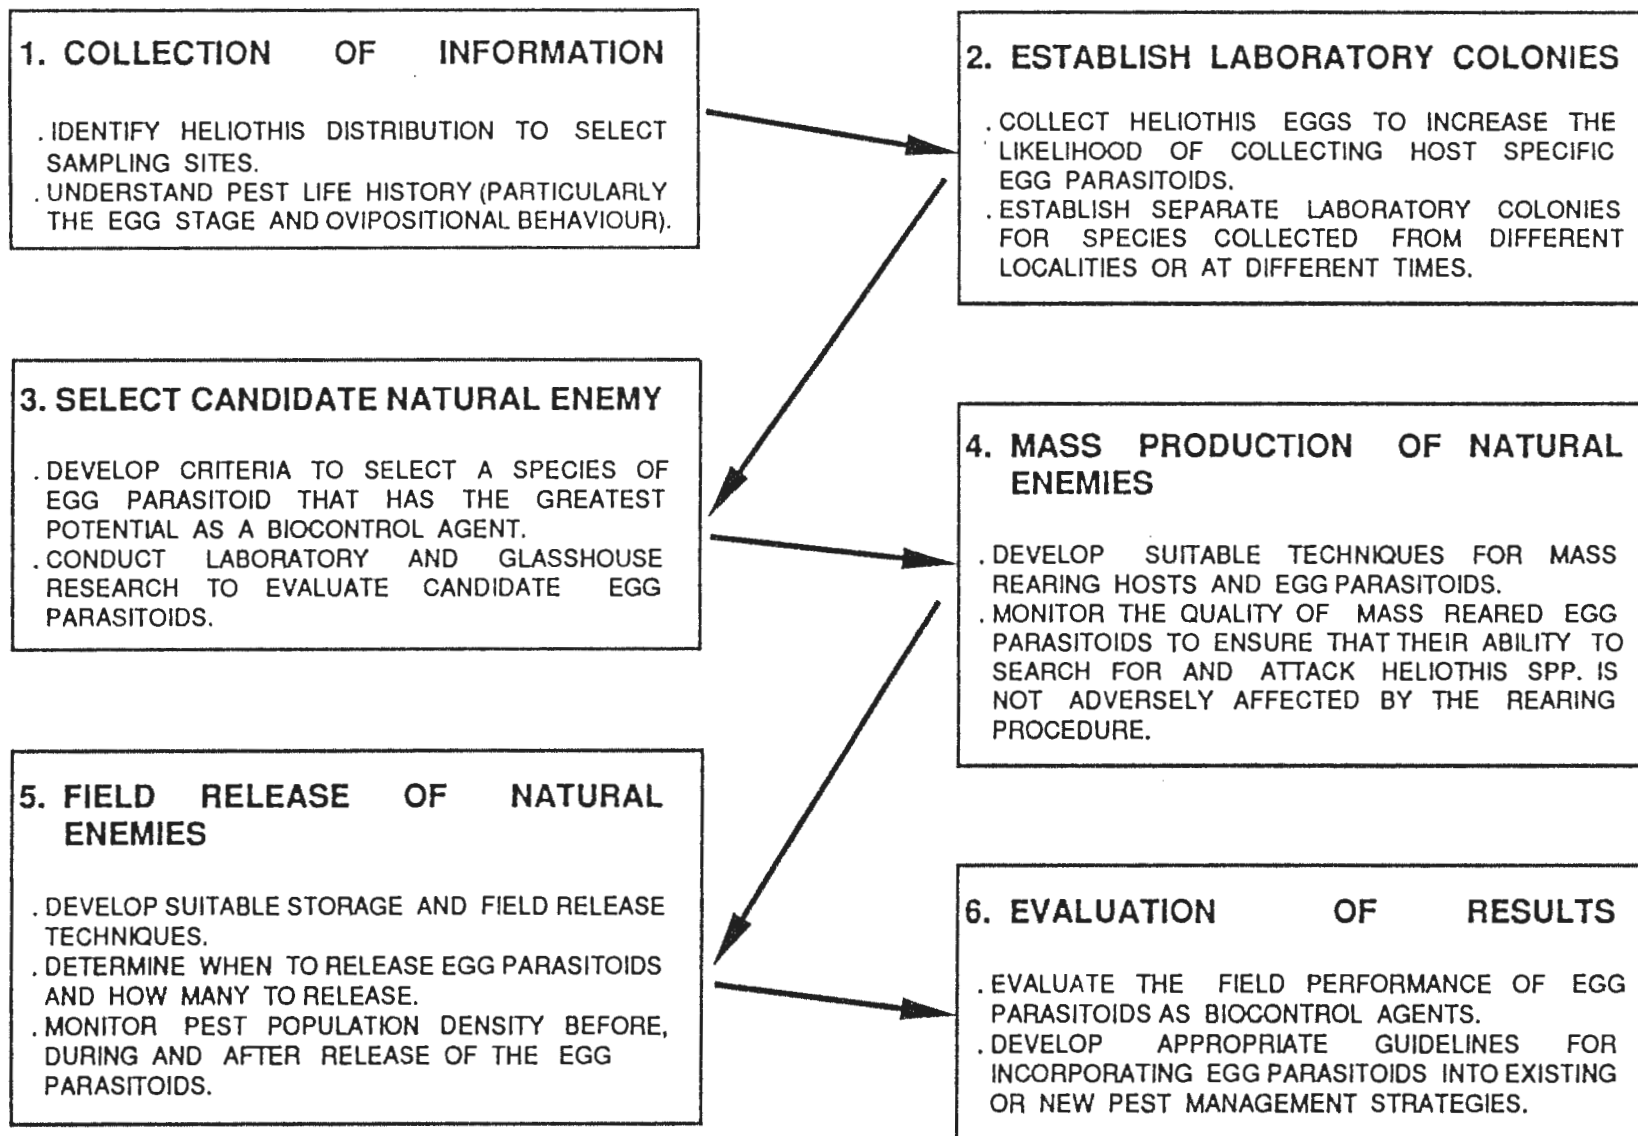 1. COLLECTION OF INFORMATION
. IDENTIFY HELIOTHIS DISTRIBUTION TO SELECT
SAMPLING SITES.
. UNDERSTAND PEST LIFE HISTORY (PARTICULARLY
THE EGG STAGE AND OVIPOSITIONAL BEHAVIOUR).
2. ESTABLISH LABORATORY COLONIES
. COLLECT HELIOTHIS EGGS TO INCREASE THE
LIKELIHOOD OF COLLECTING HOST SPECIFIC
EGG PARASITOIDS.
. ESTABLISH SEPARATE LABORATORY COLONIES
FOR SPECIES COLLECTED FROM DIFFERENT
LOCALITIES OR AT DIFFERENT TIMES.
3. SELECT CANDIDATE NATURAL ENEMY
. DEVELOP CRITERIA TO SELECT A SPECIES OF
EGG PARASITOID THAT HAS THE GREATEST
POTENTIAL AS A BIOCONTROL AGENT.
. CONDUCT LABORATORY AND GLASSHOUSE
RESEARCH TO EVALUATE CANDIDATE EGG
PARASITOIDS.
4. MASS PRODUCTION OF NATURAL
ENEMIES
. DEVELOP SUITABLE TECHNIQUES FOR MASS
REARING HOSTS AND EGG PARASITOIDS.
. MONITOR THE QUALITY OF MASS REARED EGG
PARASITOIDS TO ENSURE THAT THEIR ABILITY TO
SEARCH FOR AND ATTACK HELIOTHIS SPP. IS
NOT ADVERSELY AFFECTED BY THE REARING
PROCEDURE.
5. FIELD RELEASE OF NATURAL
ENEMIES
. DEVELOP SUITABLE STORAGE AND FIELD RELEASE
TECHNIQUES.
. DETERMINE WHEN TO RELEASE EGG PARASITOIDS
AND HOW MANY TO RELEASE.
. MONITOR PEST POPULATION DENSITY BEFORE,
DURING AND AFTER RELEASE OF THE EGG
PARASITOIDS.
6. EVALUATION OF RESULTS
. EVALUATE THE FIELD PERFORMANCE OF EGG
PARASITOIDS AS BIOCONTROL AGENTS.
. DEVELOP APPROPRIATE GUIDELINES FOR
INCORPORATING EGG PARASITOIDS INTO EXISTING
OR NEW PEST MANAGEMENT STRATEGIES.